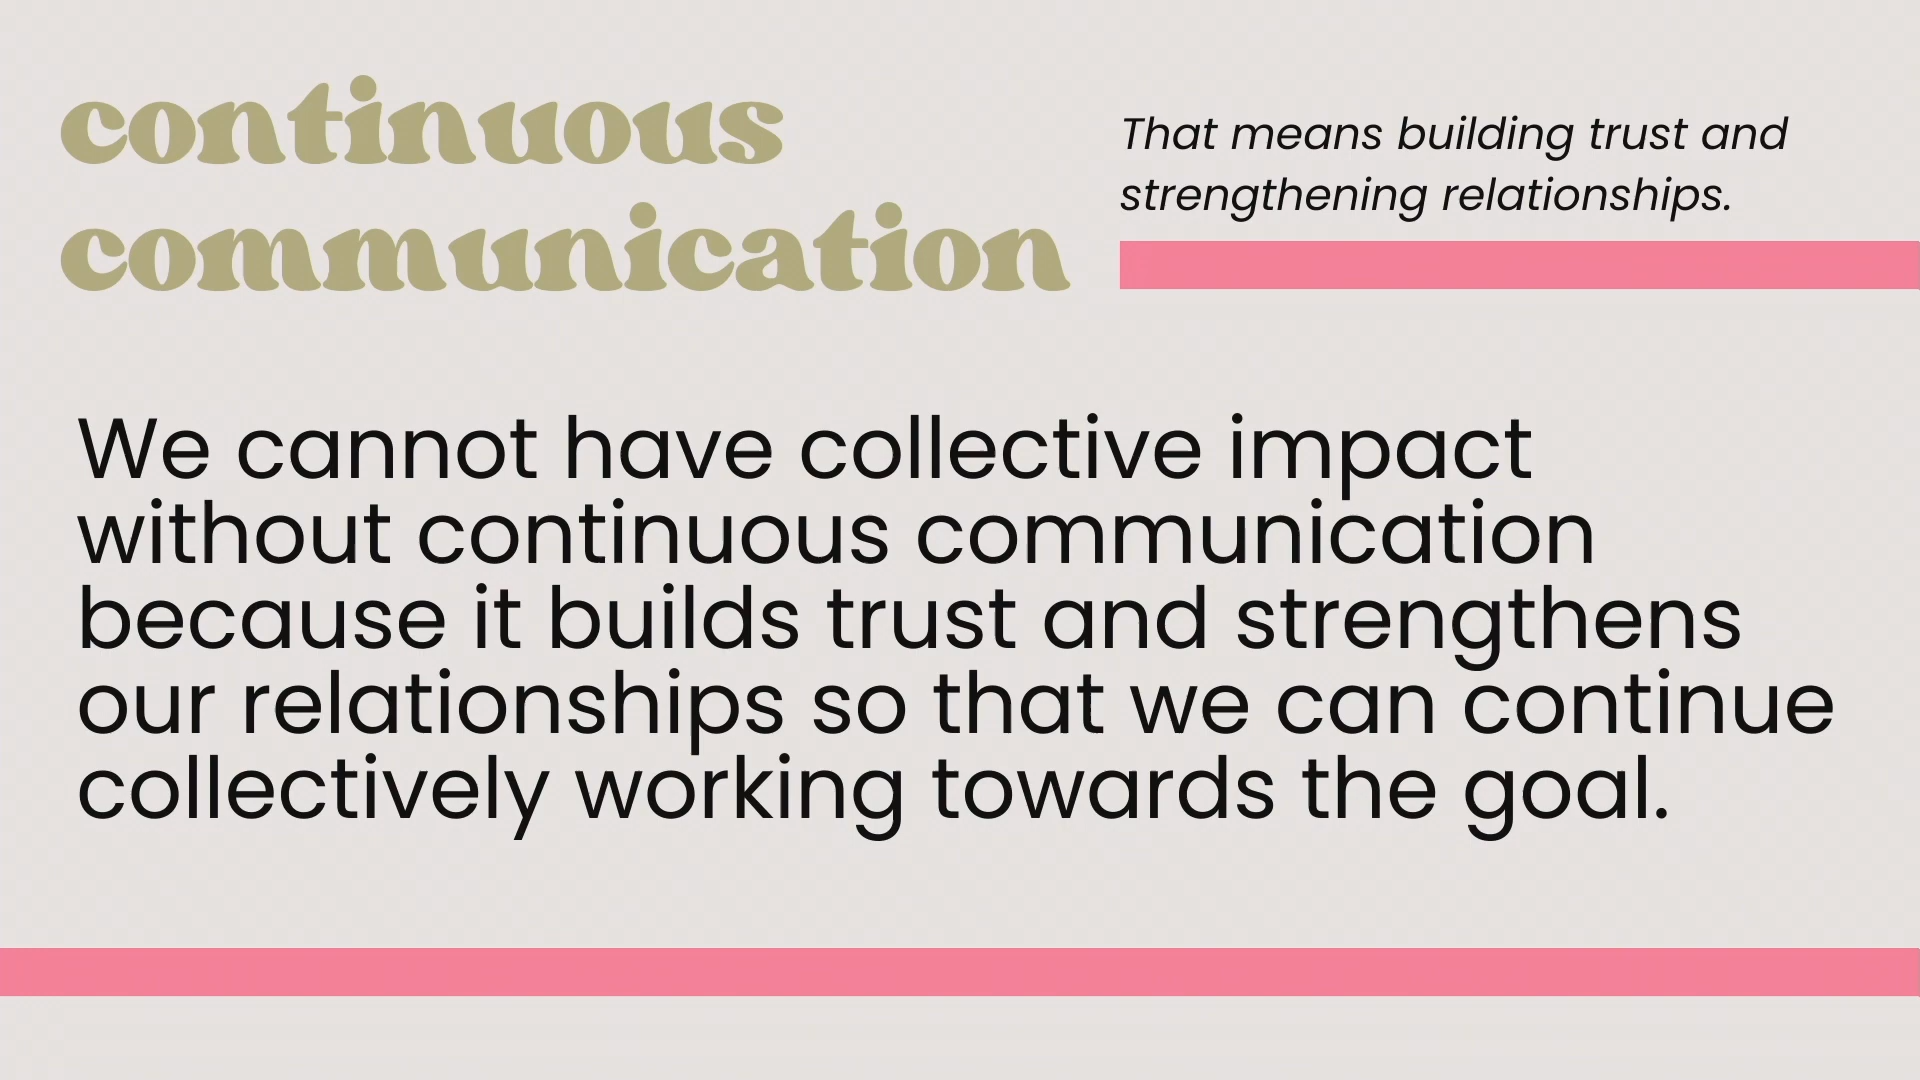 continuous
communication
That means building trust and
strengthening relationships.
We cannot have collective impact
without continuous communication
because it builds trust and strengthens
our relationships so that we can continue
collectively working towards the goal.